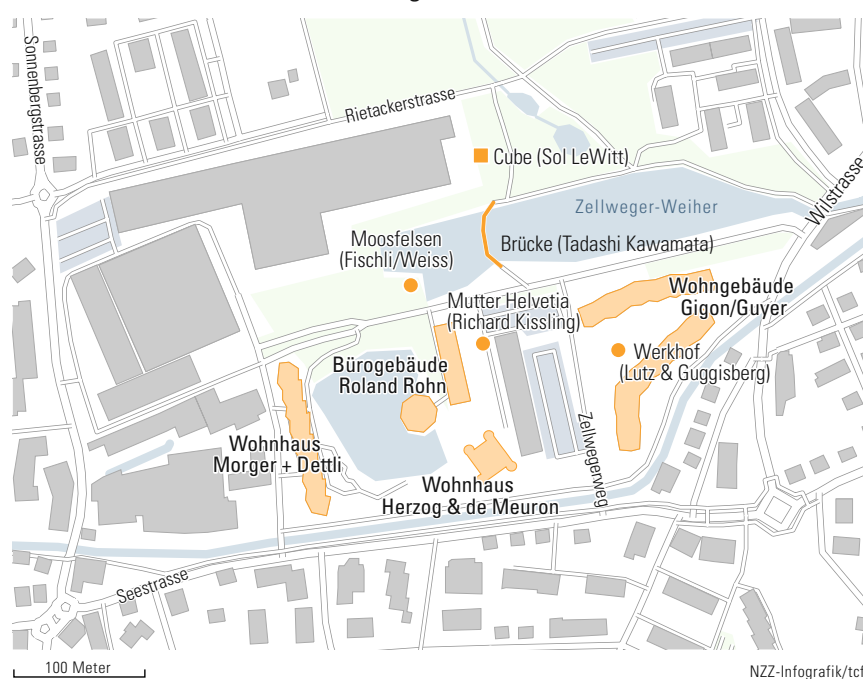 Sonnenbergstrasse
Rietackerstrasse
Cube (Sol LeWitt)
Wilstrasse
Zellweger-Weiher
Moosfelsen
(Fischli/Weiss)
Brücke (Tadashi Kawamata)
Wohngebäude
Gigon/Guyer
Mutter Helvetia
(Richard Kissling)
Werkhof
(Lutz & Guggisberg)
Bürogebäude
Roland Rohn
Wohnhaus
Morger + Dettli
Zellwegerweg
Wohnhaus
Herzog & de Meuron
Seestrasse
100 Meter
NZZ-Infografik/tcf